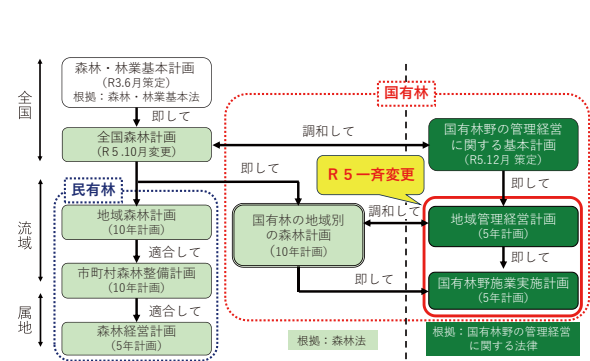 森林・林業基本計画
（R3.6月策定）
根拠：森林・林業基本法
全国
即して
国有林
全国森林計画
（R５.10月変更）
調和して
国有林野の管理経営
に関する基本計画
（R5.12月 策定）
即して
Ｒ５一斉変更
即して
民有林
流域
地域森林計画
（10年計画）
国有林の地域別
の森林計画
（10年計画）
調和して
地域管理経営計画
（5年計画）
適合して
即して
市町村森林整備計画
（10年計画）
即して
国有林野施業実施計画
（5年計画）
属地
適合して
森林経営計画
（5年計画）
根拠：森林法
根拠：国有林野の管理経営
に関する法律